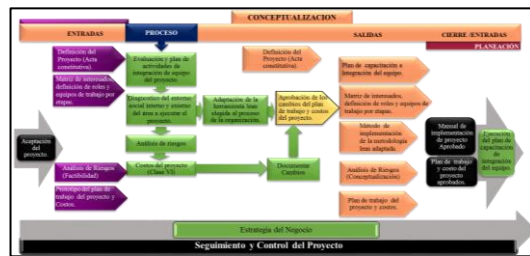 CONCEPTUALIZACION
ENTRADAS
PROCESO
SALIDAS
CIERRE /ENTRADAS
PLANEACIÓN
Definición del
Proyecto (Acta
constitutiva).
Evaluación y plan de
actividades de
integración de equipo
del proyecto.
Definición del
Proyecto (Acta
constitutiva).
Plan de capacitación e
integración del equipo.
Matriz de interesados,
definición de roles y
equipos de trabajo por
etapas.
Diagnostico del entorno
social interno y externo
del área a ejecutar el
proyecto.
Adaptación de la
herramienta lean
elegida al proceso de
la organización.
Aprobación de los
cambios del plan
de trabajo y costos
del proyecto.
Matriz de interesados,
definición de roles y equipos de
trabajo por etapas.
Aceptación
del
proyecto.
Análisis de riesgos
Método de
implementación de
la metodología
lean adaptada.
Manual de
implementación
de proyecto
Aprobado
Ejecución
del plan de
capacitación
de
integración
del equipo.
Análisis de Riesgos
(Factibilidad)
Costos del proyecto
(Clase VI)
Documentar
Cambios
Análisis de Riesgos
(Conceptualización)
Plan de trabajo
y costo del
proyecto
aprobados.
Prototipo del plan de
trabajo del proyecto y
Costos.
Plan de trabajo del
proyecto y costos.
Estrategia del Negocio
Seguimiento y Control del Proyecto